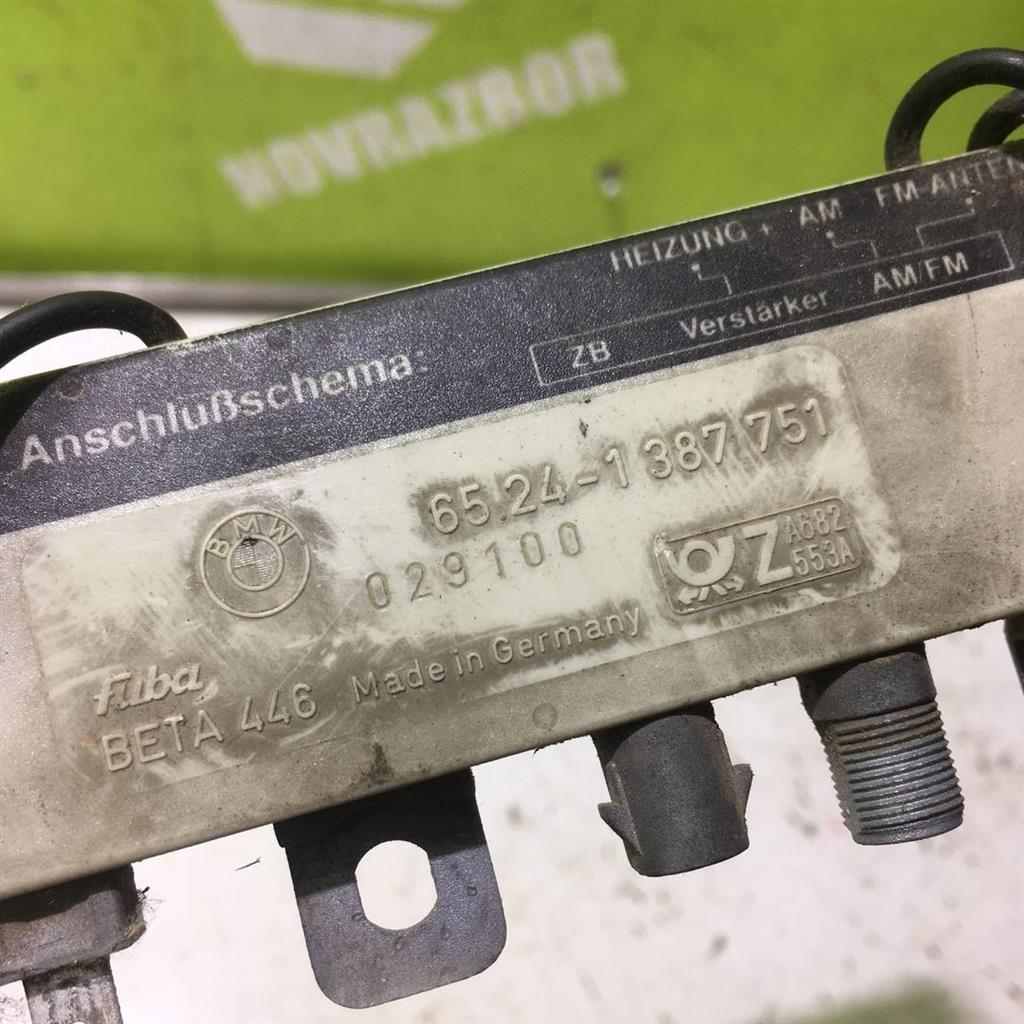 NOVRAZBOR
HEIZUNG + AM FM-ANTEN
Anschlußschema: ZB Verstärker AM/FM
BMW 65.24-1 387 751
029100
Z A682 553A
fuba
BETA 446 Made in Germany